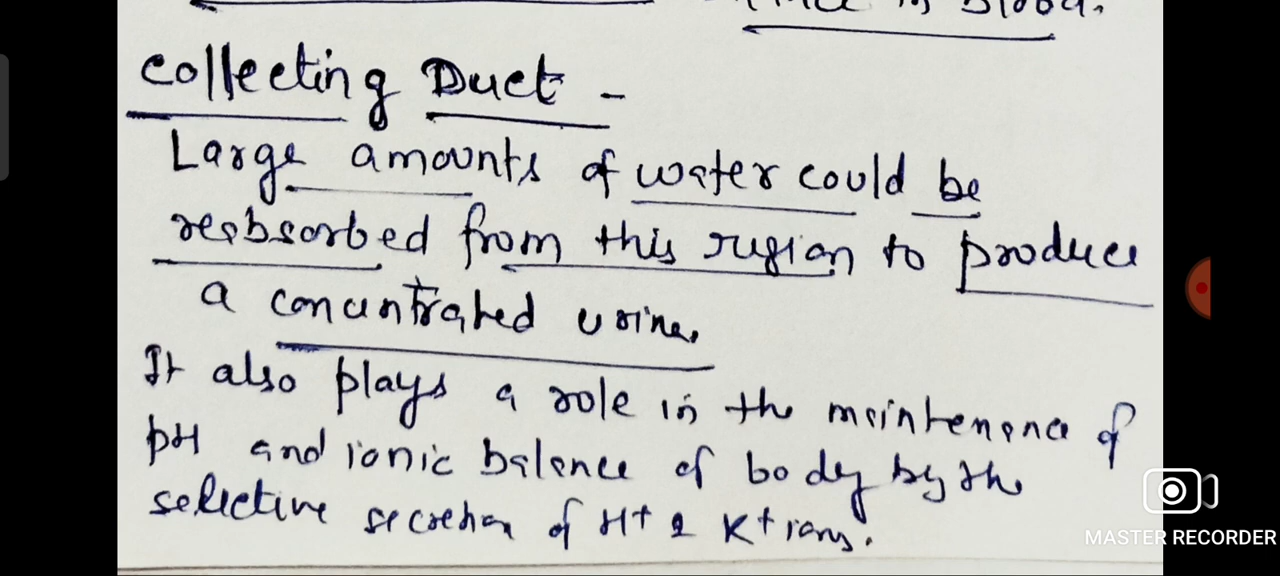 in Blood.
Collecting Duct -
Large amounts of water could be
reabsorbed from this region to produce
a concentrated urine.
It also plays a role in the maintenance of
pH and ionic balance of body by the
selective secretion of H+ & K+ ions.
MASTER RECORDER